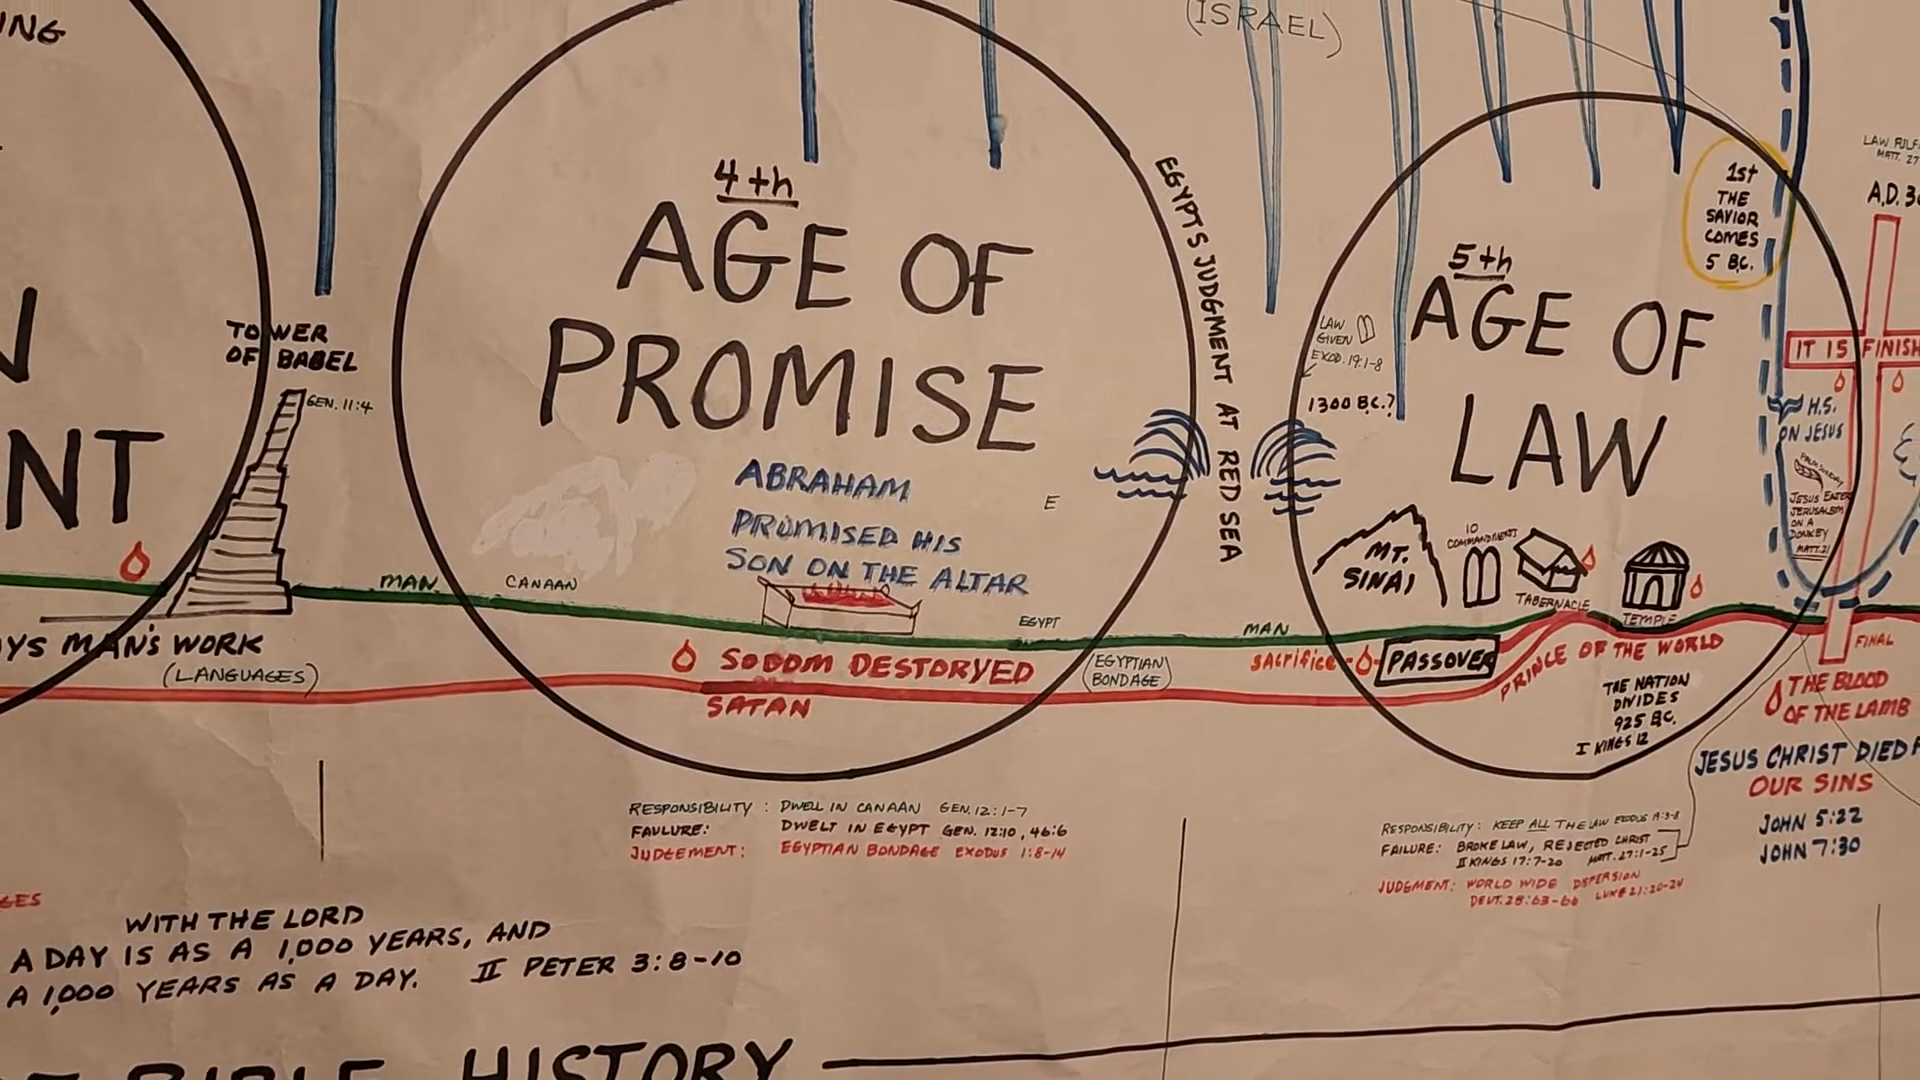 (ISRAEL)
TOWER
OF BABEL
GEN. 11:4
NT
MAN
YS MAN'S WORK
(LANGUAGES)
4th
AGE OF
PROMISE
ABRAHAM
PROMISED HIS
SON ON THE ALTAR
E
CANAAN
EGYPT
SODOM DESTORYED
SATAN
(EGYPTIAN
BONDAGE)
EGYPTS JUDGMENT AT RED SEA
RESPONSIBILITY: DWELL IN CANAAN GEN. 12:1-7
FAULURE: DWELT IN EGYPT GEN. 12:10, 46:6
JUDGEMENT: EGYPTIAN BONDAGE EXODUS 1:8-14
5th
AGE OF
LAW
LAW
GIVEN
EXOD. 19:1-8
1300 B.C.?
1st
THE
SAVIOR
COMES
5 B.C.
MT.
SINAI
10
COMMANDMENTS
TABERNACLE
TEMPLE
MAN
SACRIFICE
PASSOVER
PRINCE OF THE WORLD
THE NATION
DIVIDES
925 B.C.
I KINGS 12
A.D. 3
IT IS FINISH
H.S.
ON JESUS
JESUS ENTER
JERUSALEM
ON A
DONKEY
MATT. 21
FINAL
THE BLOOD
OF THE LAMB
JESUS CHRIST DIED F
OUR SINS
JOHN 5:22
JOHN 7:30
RESPONSIBILITY: KEEP ALL THE LAW EXODUS 19:3-8
FAILURE: BROKE LAW, REJECTED CHRIST
II KINGS 17:7-20 MATT. 27:1-25
JUDGMENT: WORLD WIDE DISPERSION
DEUT. 28:63-66 LUKE 21:20-24
GES
WITH THE LORD
A DAY IS AS A 1,000 YEARS, AND
A 1,000 YEARS AS A DAY. II PETER 3:8-10
BIBLE HISTORY